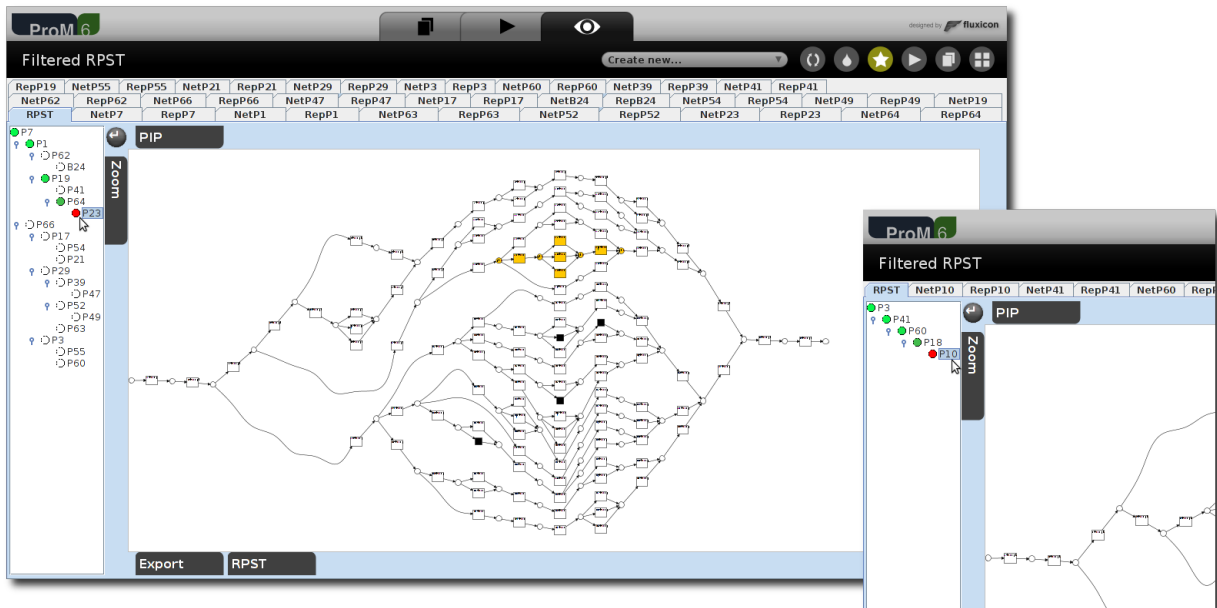 ProM 6
designed by fluxicon
Filtered RPST
Create new...
RepP19 NetP55 RepP55 NetP21 RepP21 NetP29 RepP29 NetP3 RepP3 NetP60 RepP60 NetP39 RepP39 NetP41 RepP41
NetP62 RepP62 NetP66 RepP66 NetP47 RepP47 NetP17 RepP17 NetB24 RepB24 NetP54 RepP54 NetP49 RepP49 NetP19
RPST NetP7 RepP7 NetP1 RepP1 NetP63 RepP63 NetP52 RepP52 NetP23 RepP23 NetP64 RepP64
P7
P1
P62
B24
P19
P41
P64
P23
P66
P17
P54
P21
P29
P39
P47
P52
P49
P63
P3
P55
P60
PIP
Zoom
Export RPST
ProM 6
Filtered RPST
RPST NetP10 RepP10 NetP41 RepP41 NetP60 RepP
P3
P41
P60
P18
P10
PIP
Zoom